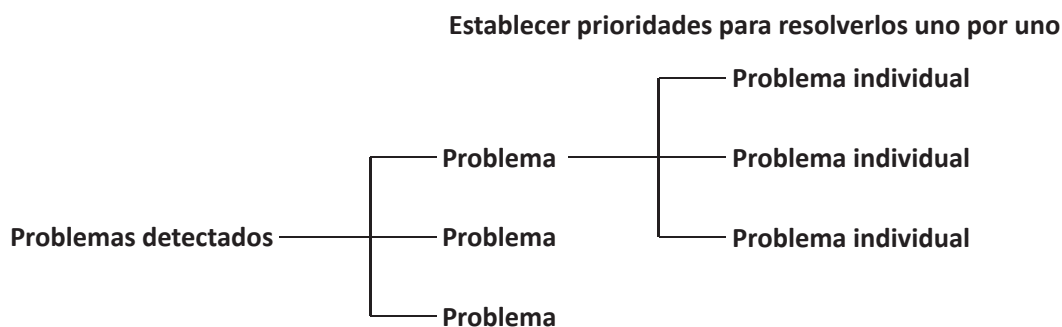 Establecer prioridades para resolverlos uno por uno
Problema individual
Problema
Problema individual
Problemas detectados
Problema
Problema individual
Problema